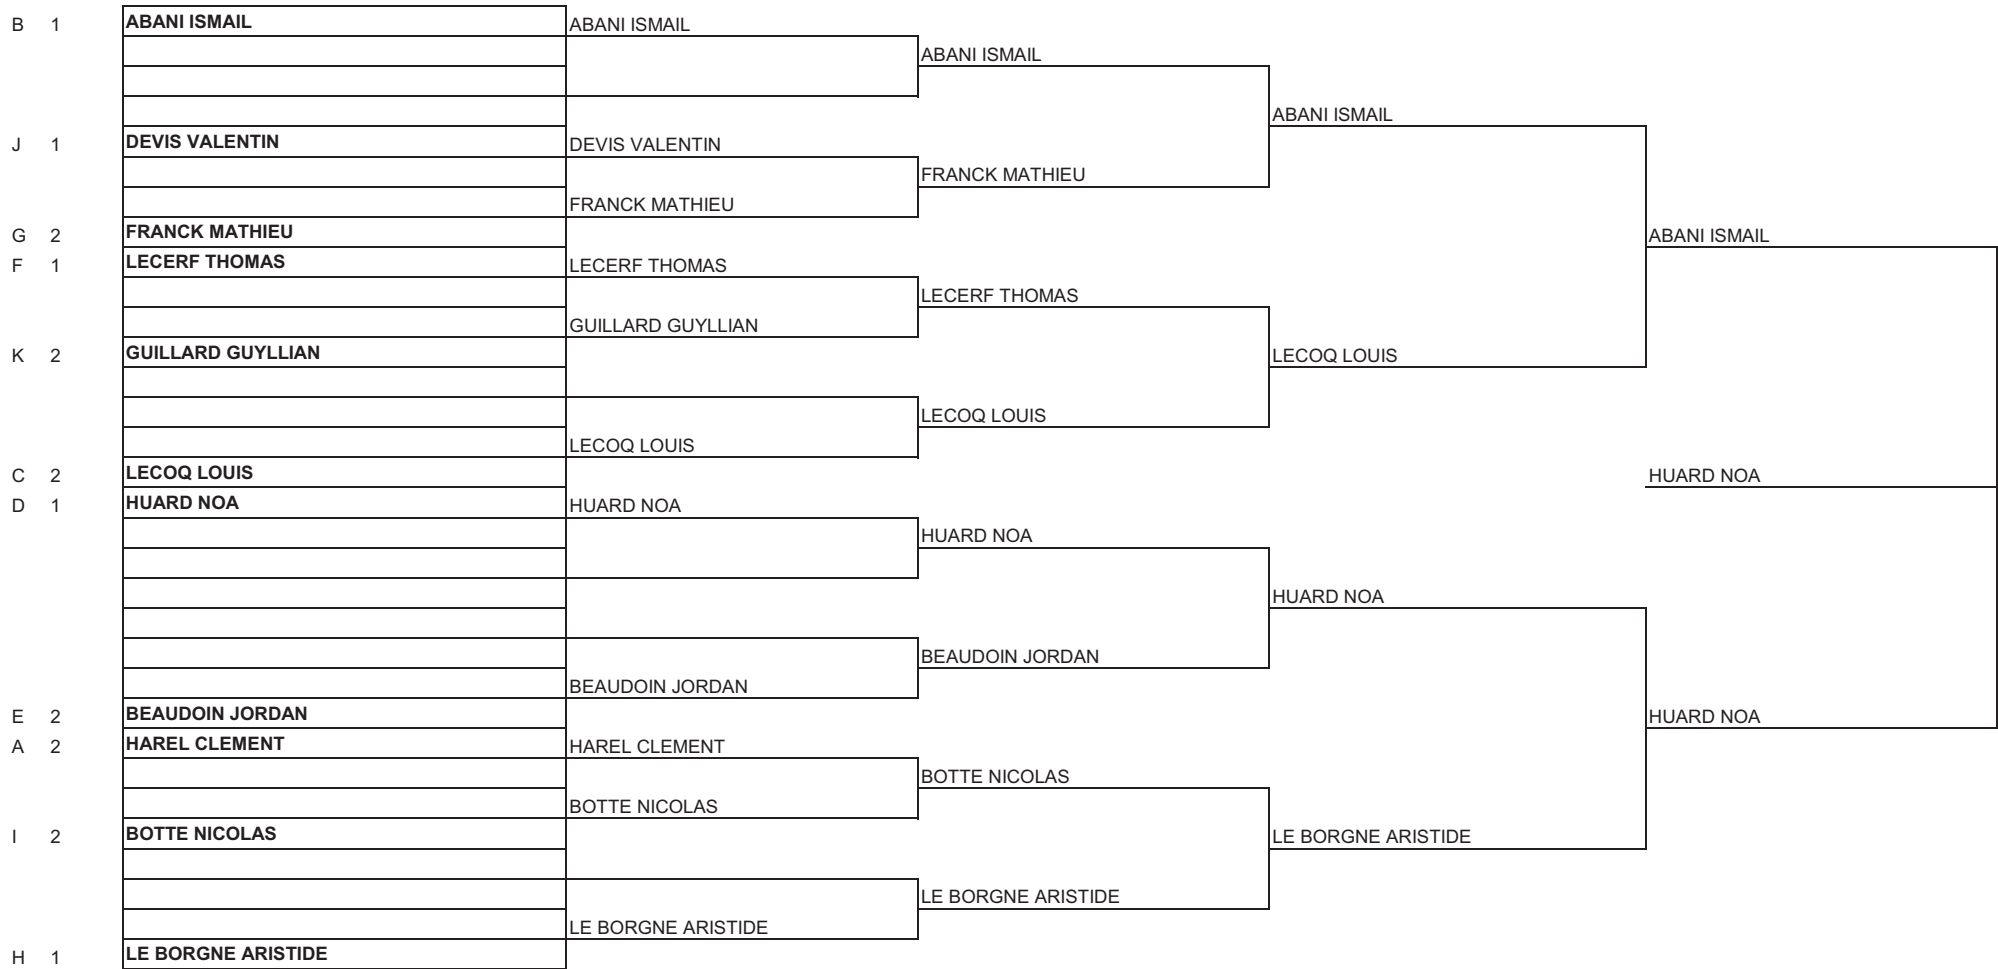 B 1 ABANI ISMAIL ABANI ISMAIL
ABANI ISMAIL
ABANI ISMAIL
J 1 DEVIS VALENTIN DEVIS VALENTIN
FRANCK MATHIEU
FRANCK MATHIEU
G 2 FRANCK MATHIEU ABANI ISMAIL
F 1 LECERF THOMAS LECERF THOMAS
LECERF THOMAS
GUILLARD GUYLLIAN
K 2 GUILLARD GUYLLIAN LECOQ LOUIS
LECOQ LOUIS
LECOQ LOUIS
C 2 LECOQ LOUIS HUARD NOA
D 1 HUARD NOA HUARD NOA
HUARD NOA
HUARD NOA
BEAUDOIN JORDAN
BEAUDOIN JORDAN
E 2 BEAUDOIN JORDAN HUARD NOA
A 2 HAREL CLEMENT HAREL CLEMENT
BOTTE NICOLAS
BOTTE NICOLAS
I 2 BOTTE NICOLAS LE BORGNE ARISTIDE
LE BORGNE ARISTIDE
LE BORGNE ARISTIDE
H 1 LE BORGNE ARISTIDE